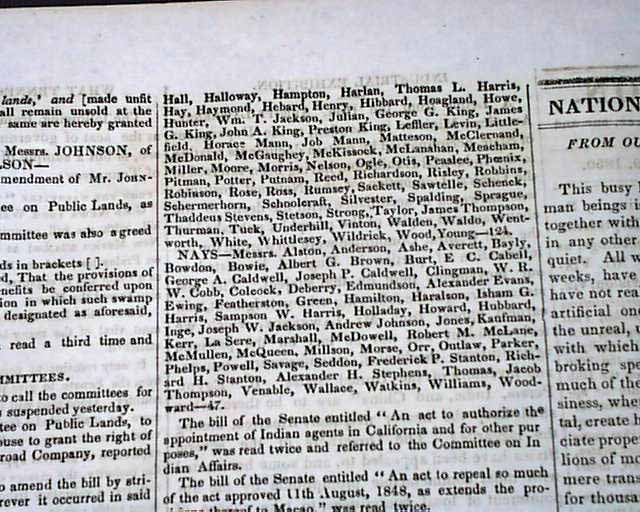 lands,' and [made unfit
all remain unsold at the
same are hereby granted
Messrs. JOHNSON, of
SON—
amendment of Mr. JOHN-
ee on Public Lands, as
ommittee was also agreed
ds in brackets [ ].
d, That the provisions of
enefits be conferred upon
ion in which such swamp
designated as aforesaid,
read a third time and
MMITTEES.
to call the committees for
s suspended yesterday.
tee on Public Lands, to
ouse to grant the right of
road Company, reported
o amend the bill by stri-
rever it occurred in said
Hall, Halloway, Hampton, Harlan, Thomas L. Harris,
Hay, Haymond, Hebard, Henry, Hibbard, Hoagland, Howe,
Hunter, Wm. T. Jackson, Julian, George G. King, James
G. King, John A. King, Preston King, Leffler, Levin, Little-
field, Horace Mann, Job Mann, Matteson, McClernand,
McDonald, McGaughey, McKissock, McLanahan, Meacham,
Miller, Moore, Morris, Nelson, Ogle, Otis, Peaslee, Phœnix,
Pitman, Potter, Putnam, Reed, Richardson, Risley, Robbins,
Robinson, Rose, Ross, Rumsey, Sackett, Sawtelle, Schenck,
Schermerhorn, Schoolcraft, Silvester, Spalding, Sprague,
Thaddeus Stevens, Stetson, Strong, Taylor, James Thompson,
Thurman, Tuck, Underhill, Vinton, Walden, Waldo, Went-
worth, White, Whittlesey, Wildrick, Wood, Young—124.
NAYS—Messrs. Alston, Anderson, Ashe, Averett, Bayly,
Bowdon, Bowie, Albert G. Brown, Burt, E C. Cabell,
George A. Caldwell, Joseph P. Caldwell, Clingman, W. R.
W. Cobb, Colcock, Deberry, Edmundson, Alexander Evans,
Ewing, Featherston, Green, Hamilton, Haralson, Isham G.
Harris, Sampson W. Harris, Holladay, Howard, Hubbard,
Inge, Joseph W. Jackson, Andrew Johnson, Jones, Kaufman,
Kerr, La Sere, Marshall, McDowell, Robert M. McLane,
McMullen, McQueen, Millson, Morse, Orr, Outlaw, Parker,
Phelps, Powell, Savage, Seddon, Frederick P. Stanton, Rich-
ard H. Stanton, Alexander H. Stephens, Thomas, Jacob
Thompson, Venable, Wallace, Watkins, Williams, Wood-
ward—47.
The bill of the Senate entitled "An act to authorize the
appointment of Indian agents in California and for other pur
poses," was read twice and referred to the Committee on In
dian Affairs.
The bill of the Senate entitled "An act to repeal so much
of the act approved 11th August, 1848, as extends the pro-
thereof to Macao," was read twice.
NATION
FROM OU
This busy
man beings i
together with
in any other
quiet. All w
weeks, have
have not rea
artificial on
the unreal,
with which
broking spe
much of the
siness, whe
tal, create
ciate proper
lions of mo
mere trans
for thousa